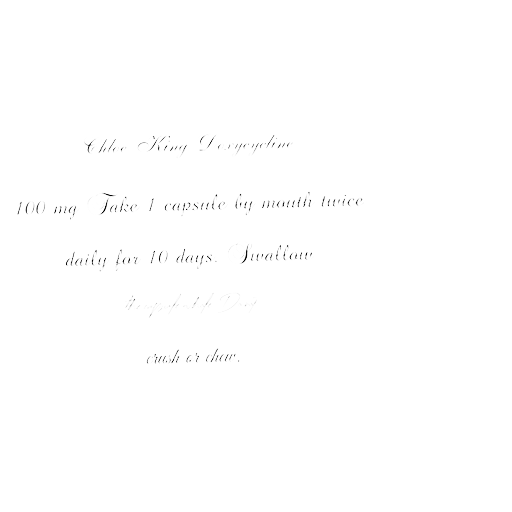 Chloe King Doxycycline
100 mg Take 1 capsule by mouth twice
daily for 10 days. Swallow
crush or chew.